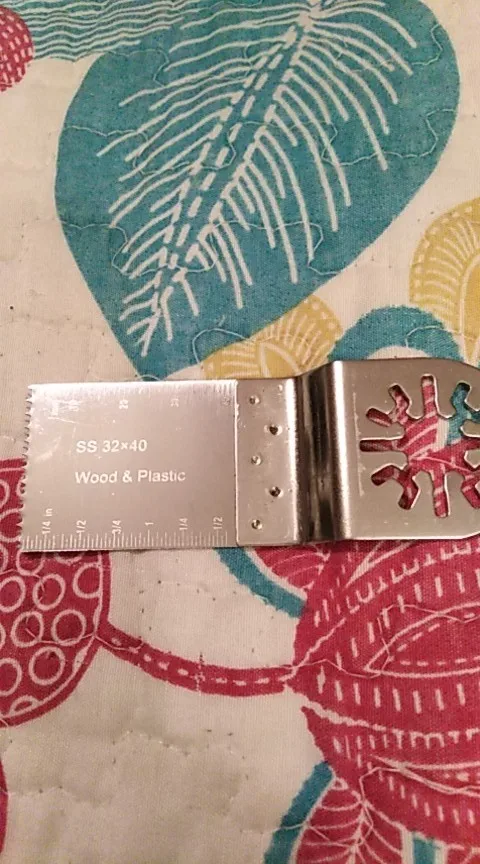 SS 32×40
Wood & Plastic
1/4 in 1/2 3/4 1 1/4 1/2